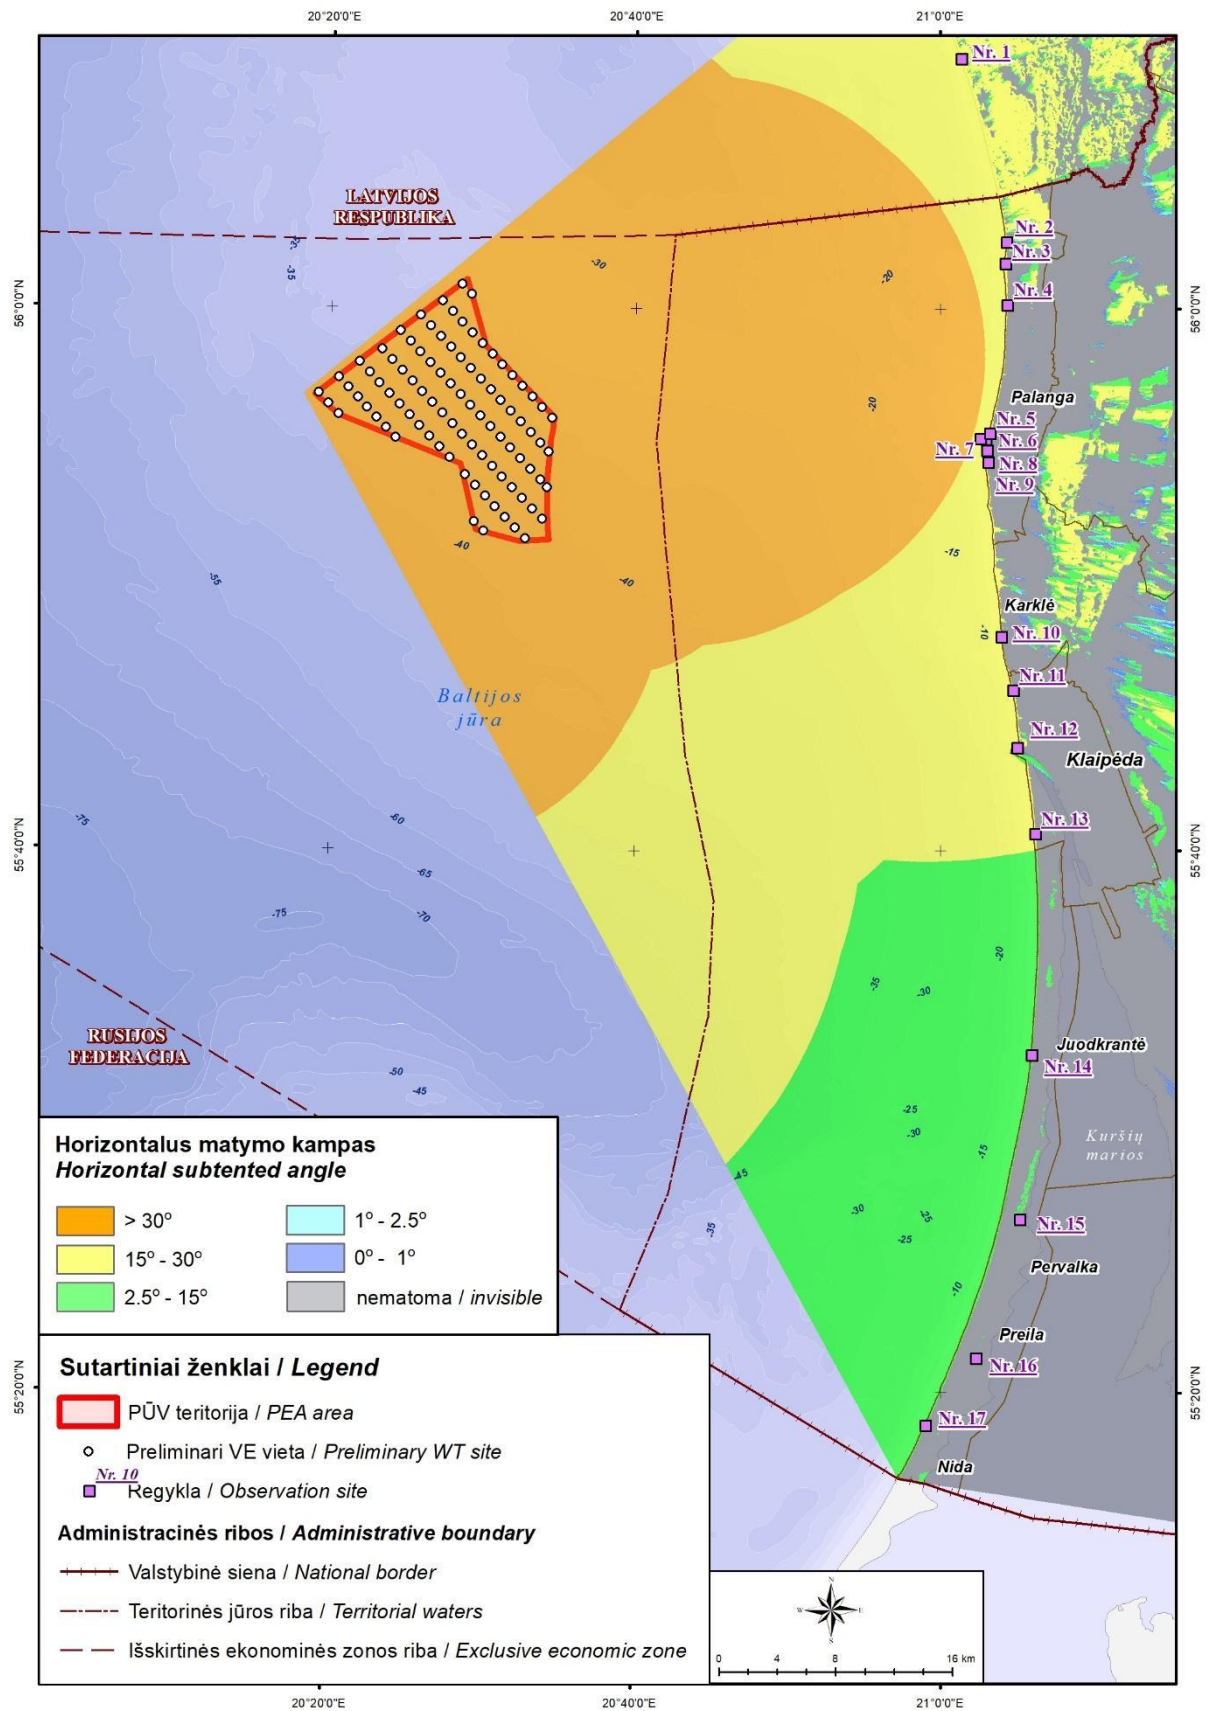 20°20'0"E
20°40'0"E
21°0'0"E
Nr. 1
LATVIJOS
RESPUBLIKA
Nr. 2
Nr. 3
Nr. 4
-35
-35
-30
-20
56°0'0"N
56°0'0"N
-20
Palanga
Nr. 5
Nr. 6
Nr. 7
Nr. 8
Nr. 9
-40
-15
-55
-40
Karklė
-10
Nr. 10
Baltijos
jūra
Nr. 11
Nr. 12
Klaipėda
-75
-60
Nr. 13
55°40'0"N
55°40'0"N
-65
-75
-70
-20
-35
-30
RUSIJOS
FEDERACIJA
Juodkrantė
Nr. 14
-50
-45
-25
-30
-15
Kuršių
marios
Horizontalus matymo kampas
Horizontal subtented angle
> 30°
1° - 2.5°
15° - 30°
0° - 1°
2.5° - 15°
nematoma / invisible
-45
-35
-30
-25
-25
Nr. 15
Pervalka
-10
Preila
Nr. 16
55°20'0"N
55°20'0"N
Nr. 17
Nida
Sutartiniai ženklai / Legend
PŪV teritorija / PEA area
Preliminari VE vieta / Preliminary WT site
Nr. 10
Regykla / Observation site
Administracinės ribos / Administrative boundary
Valstybinė siena / National border
Teritorinės jūros riba / Territorial waters
Išskirtinės ekonominės zonos riba / Exclusive economic zone
N
W
E
S
0 4 8 16 km
20°20'0"E
20°40'0"E
21°0'0"E